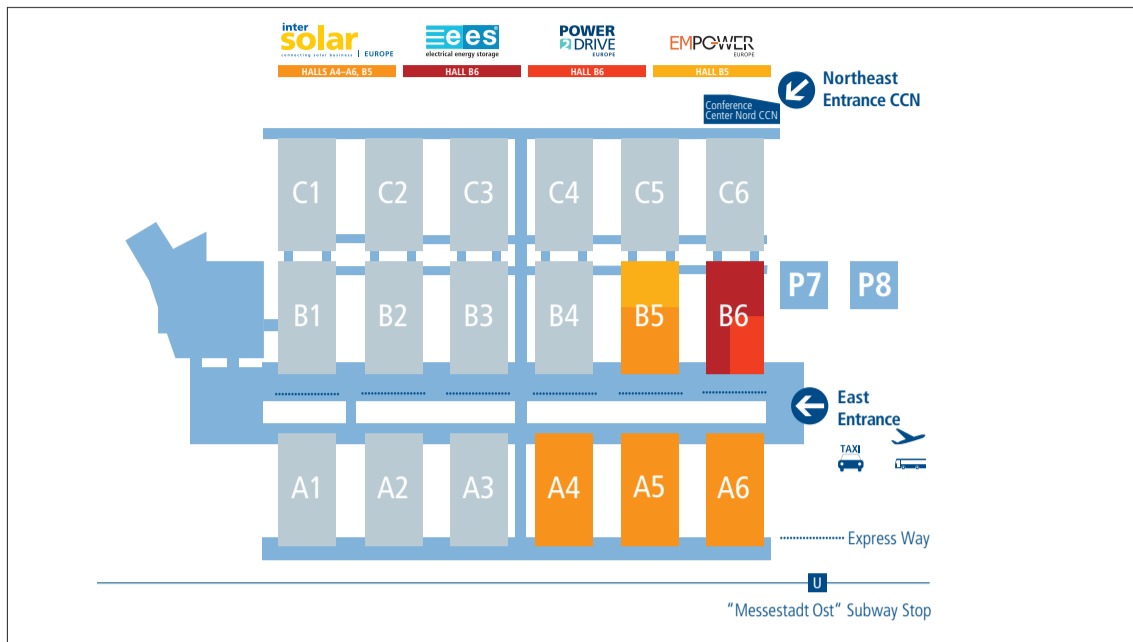 inter
solar
connecting solar business | EUROPE
ees
electrical energy storage
POWER
2DRIVE
EUROPE
EMPOWER
EUROPE
HALLS A4–A6, B5
HALL B6
HALL B6
HALL B5
Northeast
Entrance CCN
Conference
Center Nord CCN
C1 C2 C3 C4 C5 C6
B1 B2 B3 B4 B5 B6 P7 P8
East
Entrance
TAXI
A1 A2 A3 A4 A5 A6
Express Way
U
"Messestadt Ost" Subway Stop